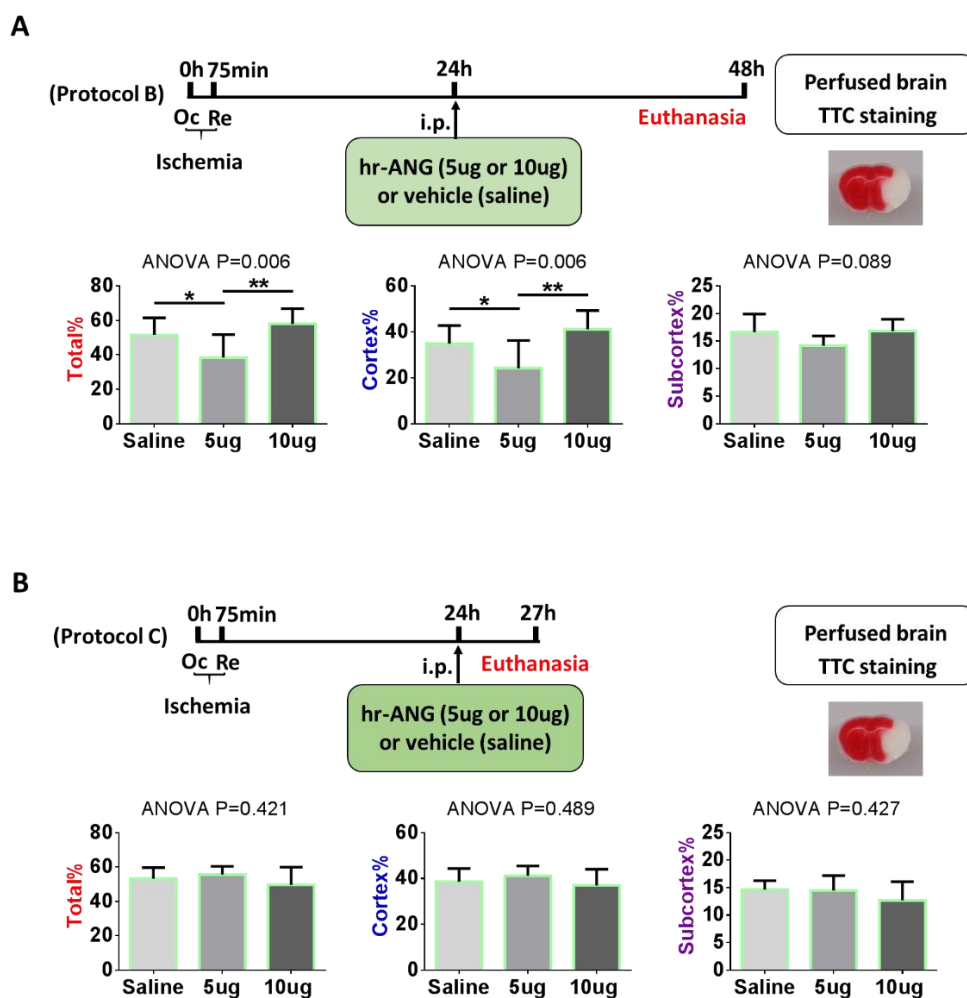 A
(Protocol B)
0h 75min 24h 48h
Oc Re
Ischemia
i.p.
Euthanasia
hr-ANG (5ug or 10ug)
or vehicle (saline)
Perfused brain
TTC staining
ANOVA P=0.006
Total%
80
60
40
20
0
* **
Saline 5ug 10ug
ANOVA P=0.006
Cortex%
60
40
20
0
* **
Saline 5ug 10ug
ANOVA P=0.089
Subcortex%
25
20
15
10
5
0
Saline 5ug 10ug
B
(Protocol C)
0h 75min 24h 27h
Oc Re
Ischemia
i.p.
Euthanasia
hr-ANG (5ug or 10ug)
or vehicle (saline)
Perfused brain
TTC staining
ANOVA P=0.421
Total%
80
60
40
20
0
Saline 5ug 10ug
ANOVA P=0.489
Cortex%
60
40
20
0
Saline 5ug 10ug
ANOVA P=0.427
Subcortex%
25
20
15
10
5
0
Saline 5ug 10ug